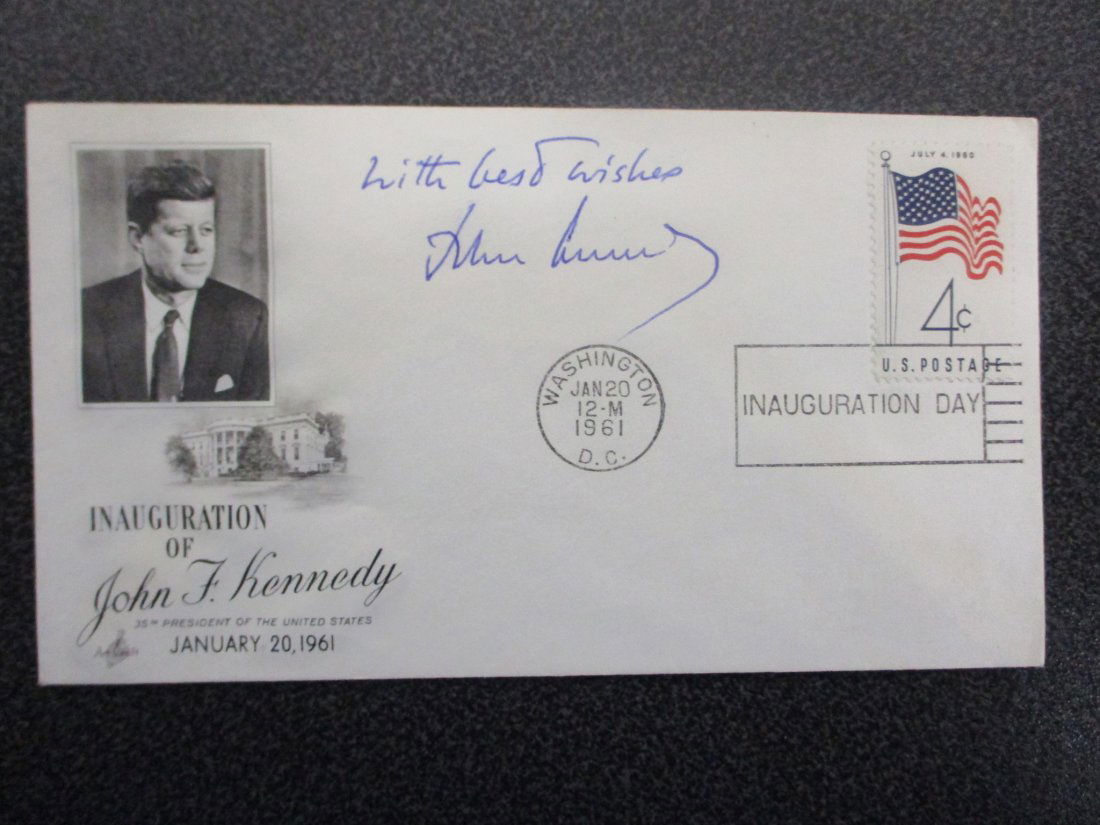 With best wishes
John Kennedy
JULY 4, 1960
4¢
U.S. POSTAGE
WASHINGTON
JAN 20
12-M
1961
D.C.
INAUGURATION DAY
INAUGURATION
OF
John F. Kennedy
35TH PRESIDENT OF THE UNITED STATES
JANUARY 20, 1961
ArtCraft